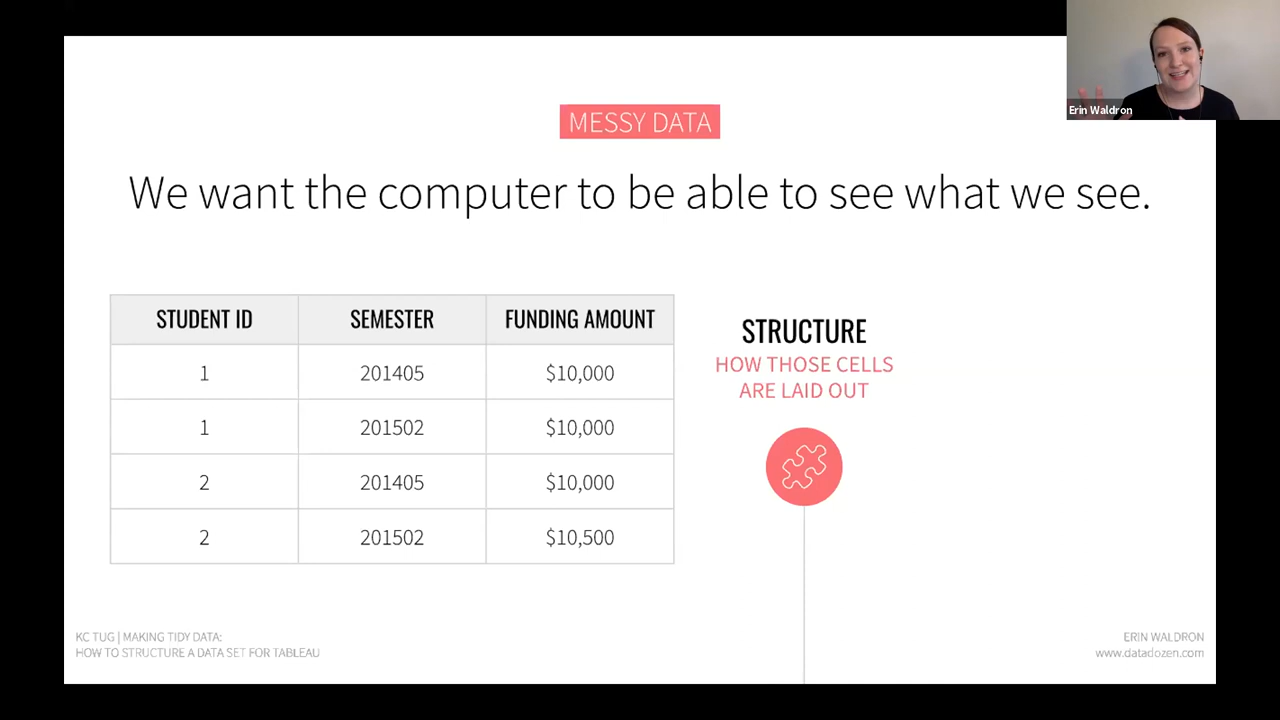 Erin Waldron
MESSY DATA
We want the computer to be able to see what we see.
STUDENT ID SEMESTER FUNDING AMOUNT
1 201405 $10,000
1 201502 $10,000
2 201405 $10,000
2 201502 $10,500
STRUCTURE
HOW THOSE CELLS
ARE LAID OUT
KC TUG | MAKING TIDY DATA:
HOW TO STRUCTURE A DATA SET FOR TABLEAU
ERIN WALDRON
www.datadozen.com